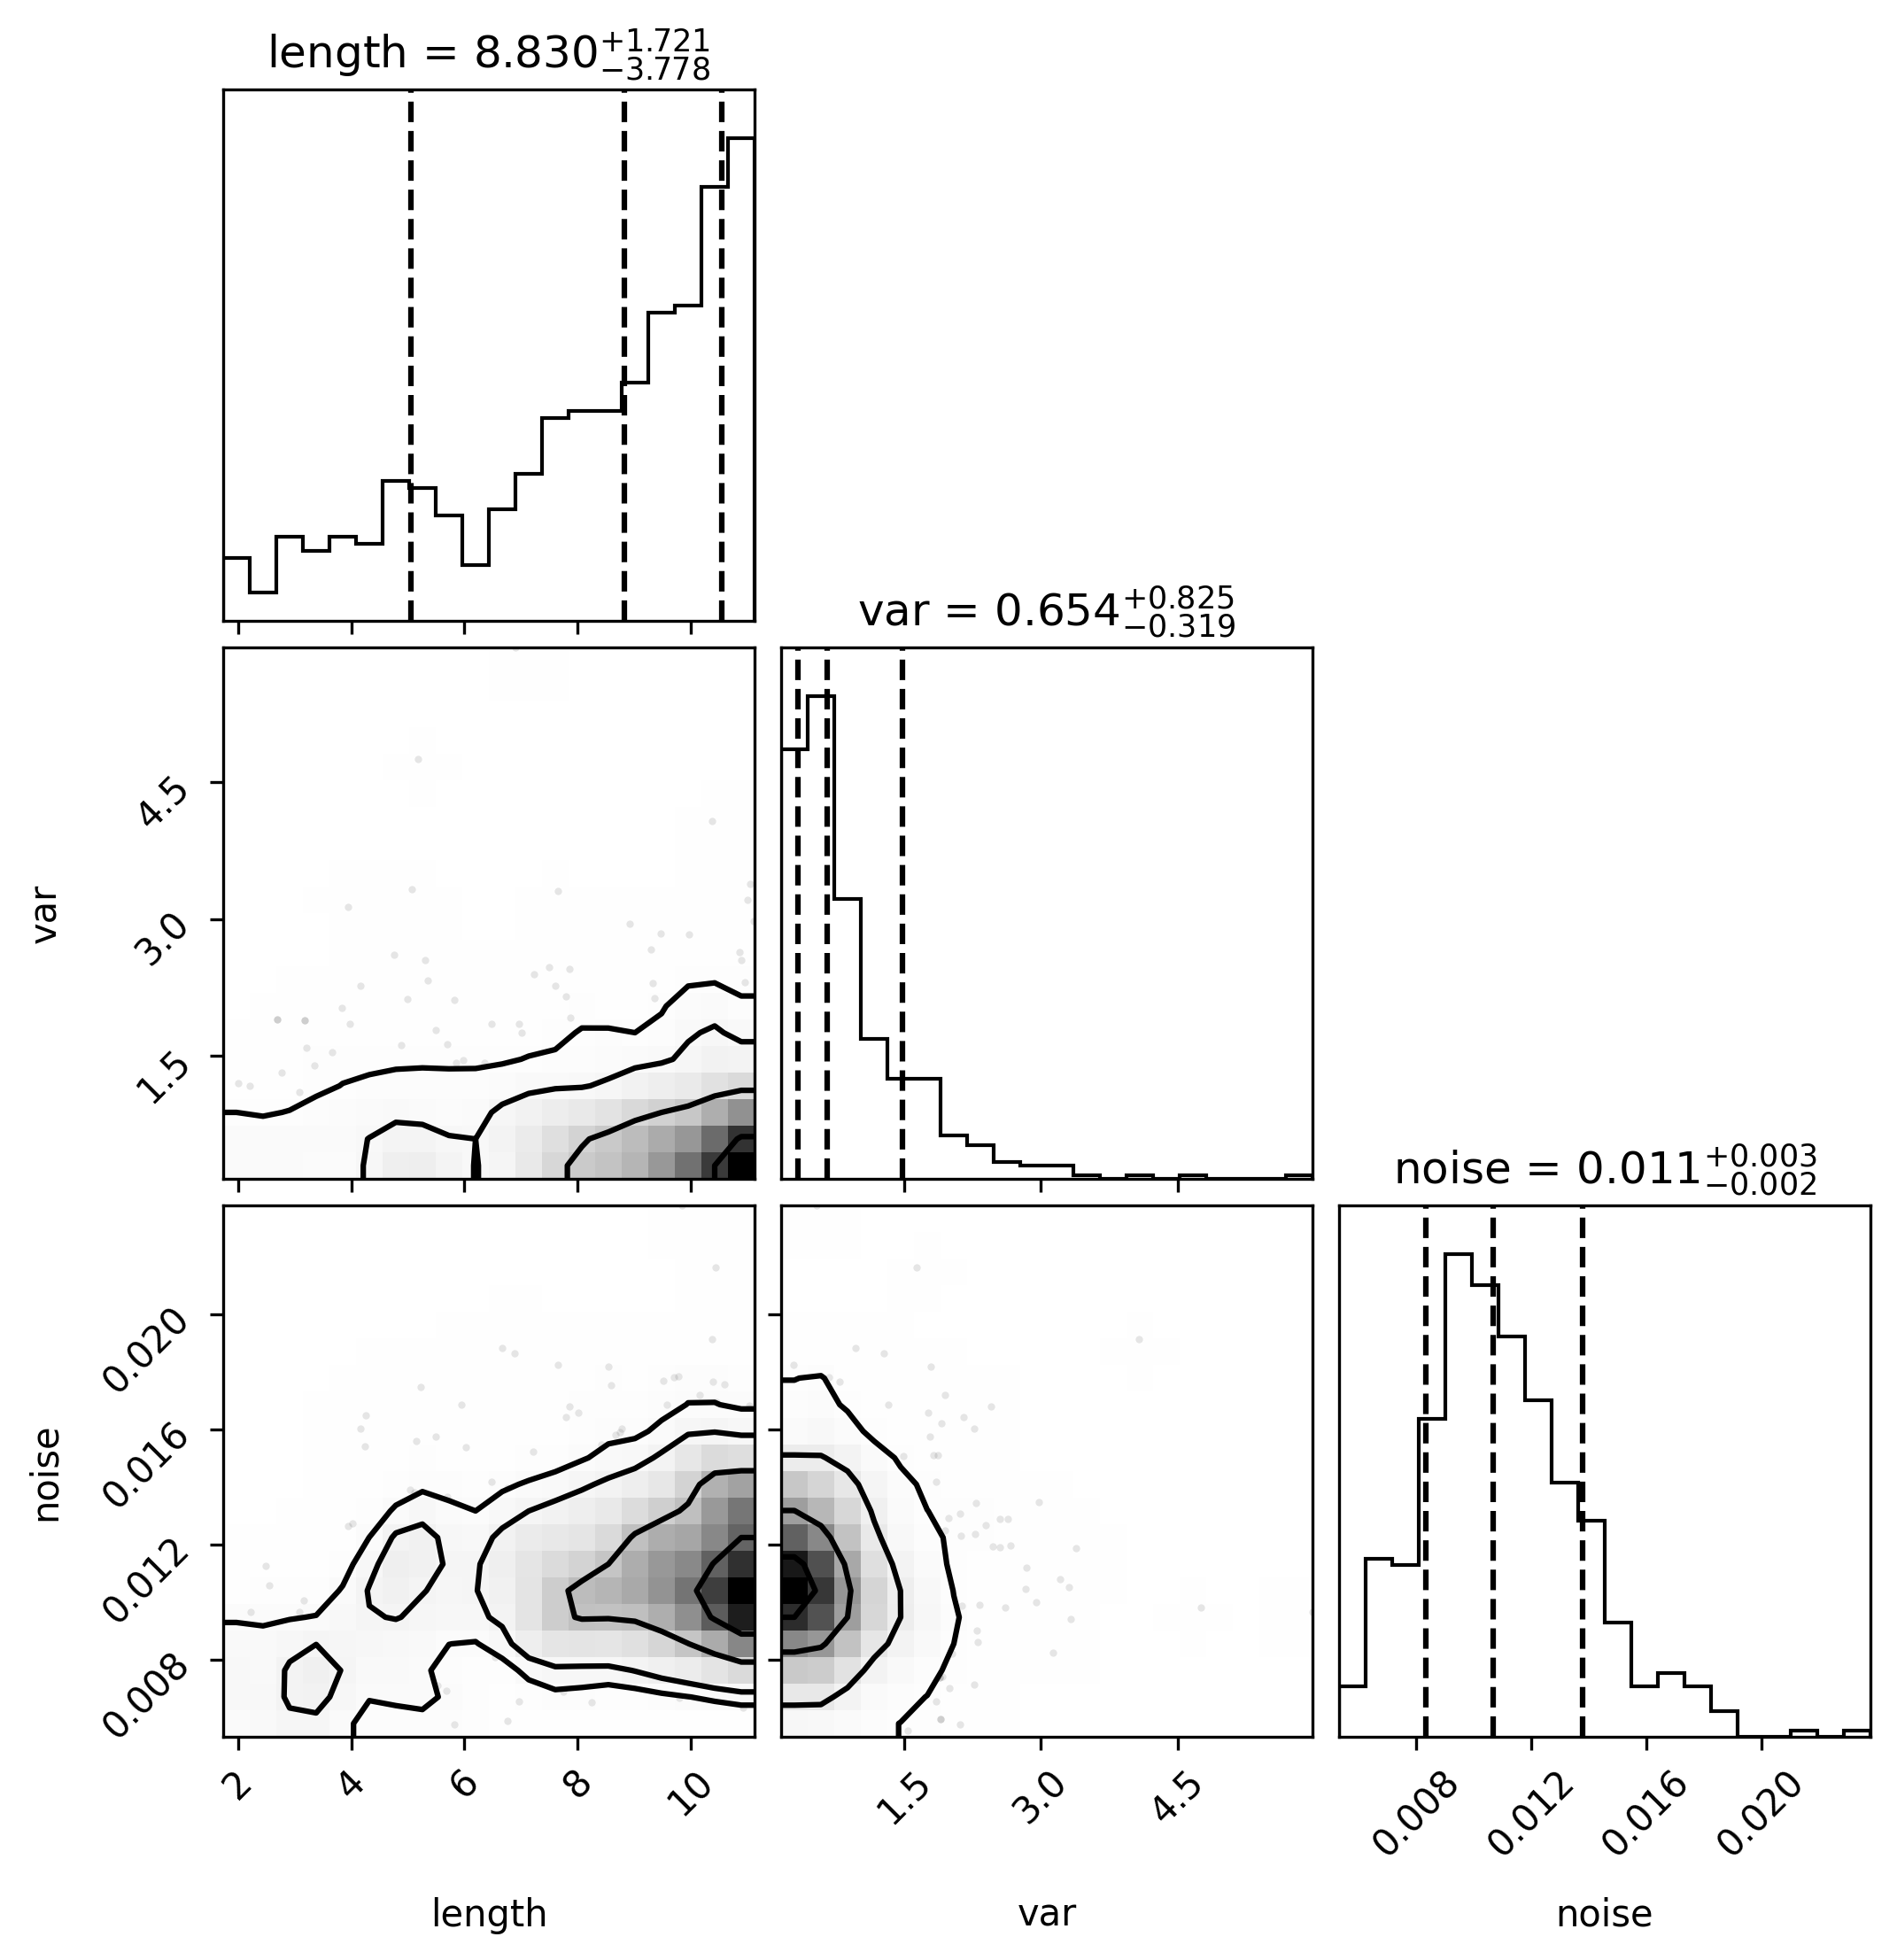 length = 8.830+1.721 −3.778
var = 0.654+0.825 −0.319
4.5
3.0
1.5
var
noise = 0.011+0.003 −0.002
0.020
0.016
0.012
0.008
noise
2 4 6 8 10
1.5 3.0 4.5
0.008 0.012 0.016 0.020
length
var
noise